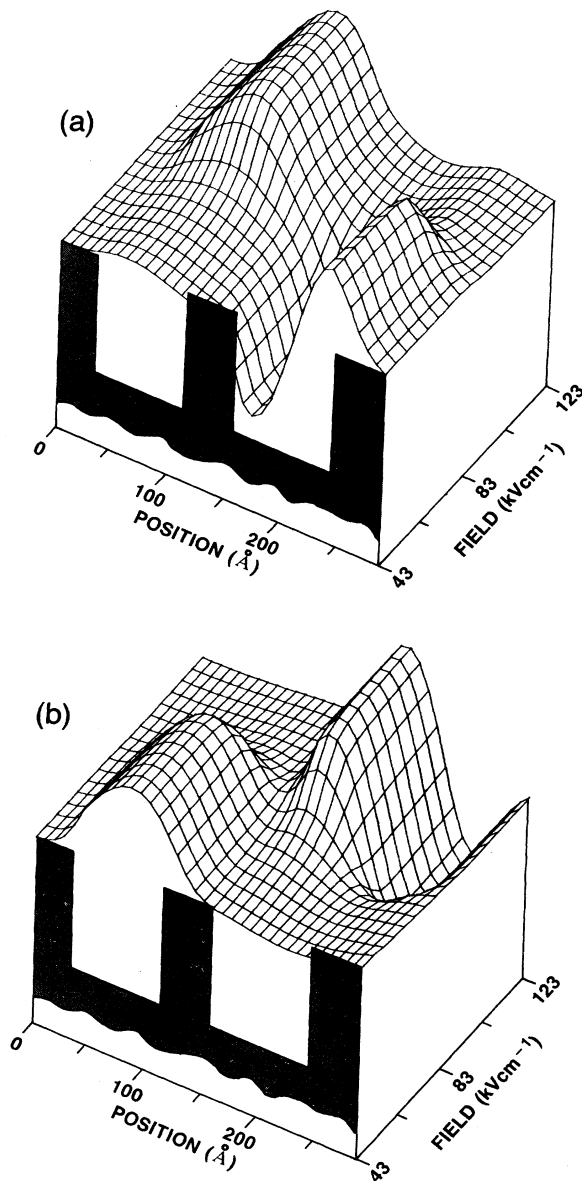 (a)
0
100
200
POSITION (Å)
43
83
123
FIELD (kVcm⁻¹)
(b)
0
100
200
POSITION (Å)
43
83
123
FIELD (kVcm⁻¹)